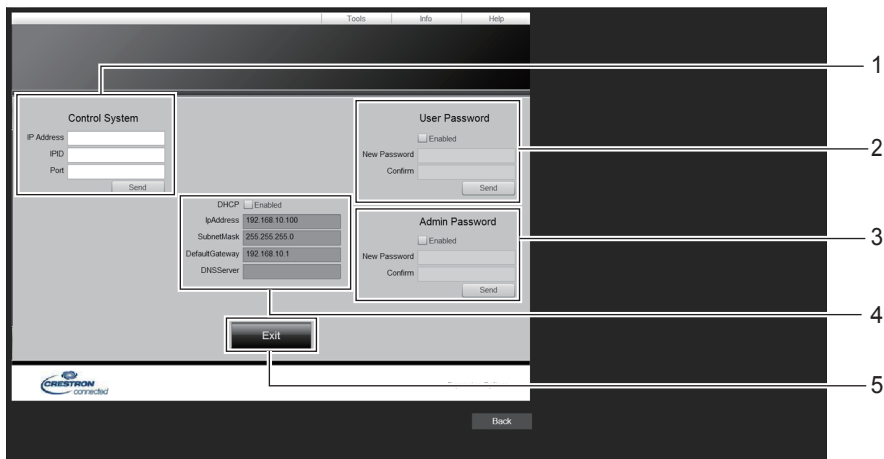 Tools Info Help
1
Control System
IP Address
IPID
Port
Send
User Password
Enabled
New Password
Confirm
Send
2
DHCP Enabled
IpAddress 192.168.10.100
SubnetMask 255.255.255.0
DefaultGateway 192.168.10.1
DNSServer
Admin Password
Enabled
New Password
Confirm
Send
3
4
Exit
CRESTRON
connected
5
Back